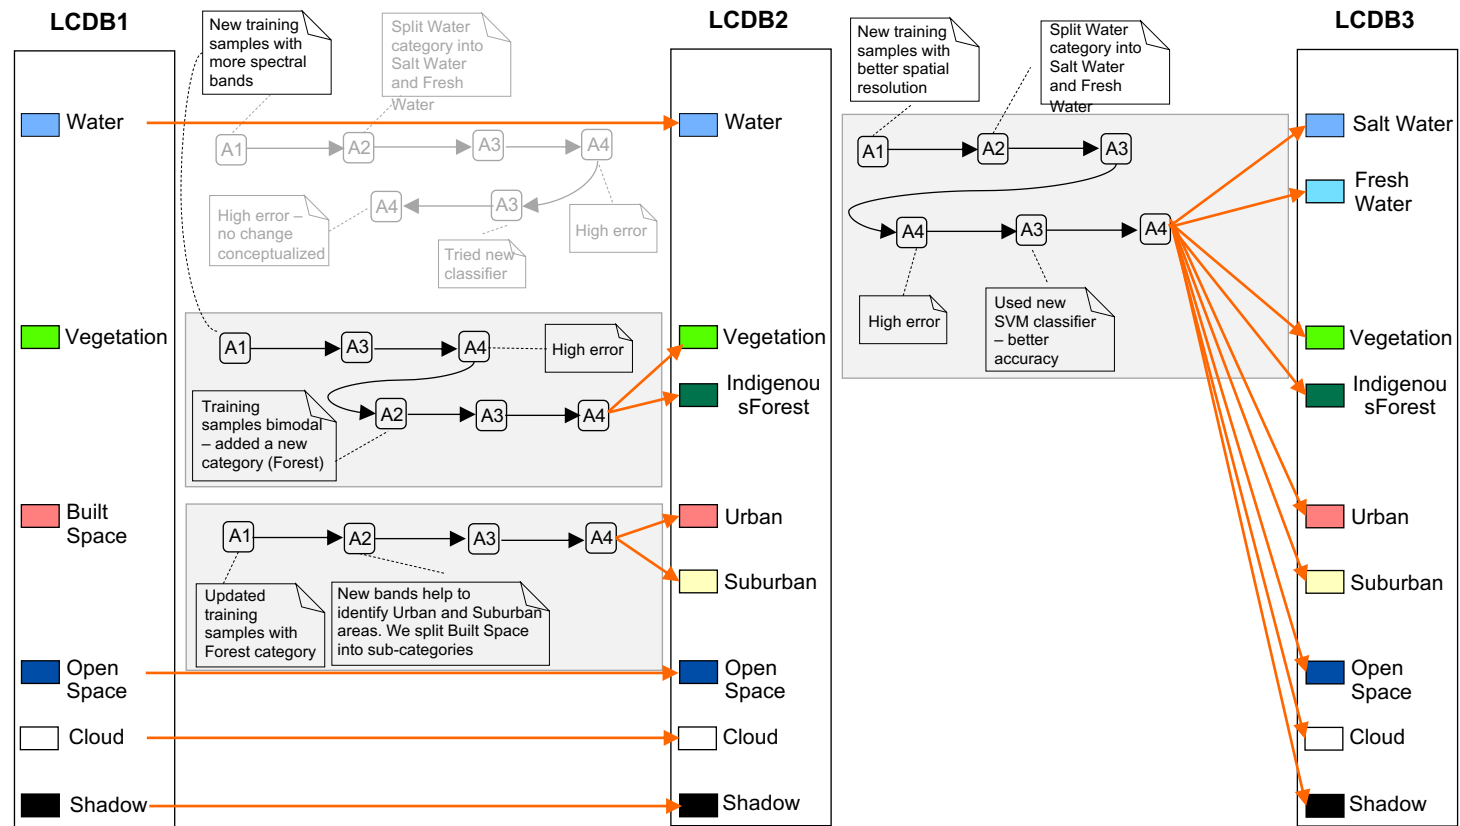 LCDB1
LCDB2
LCDB3
New training
samples with
more spectral
bands
Split Water
category into
Salt Water
and Fresh
Water
New training
samples with
better spatial
resolution
Split Water
category into
Salt Water
and Fresh
Water
Water
A1
A2
A3
A4
High error –
no change
conceptualized
A4
A3
High error
Tried new
classifier
Water
A1
A2
A3
A4
A3
A4
High error
Used new
SVM classifier
– better
accuracy
Salt Water
Fresh
Water
Vegetation
A1
A3
A4
High error
Training
samples bimodal
– added a new
category (Forest)
A2
A3
A4
Vegetation
Indigenou
sForest
Vegetation
Indigenou
sForest
Built
Space
A1
A2
A3
A4
Updated
training
samples with
Forest category
New bands help to
identify Urban and Suburban
areas. We split Built Space
into sub-categories
Urban
Suburban
Urban
Suburban
Open
Space
Open
Space
Open
Space
Cloud
Cloud
Cloud
Shadow
Shadow
Shadow